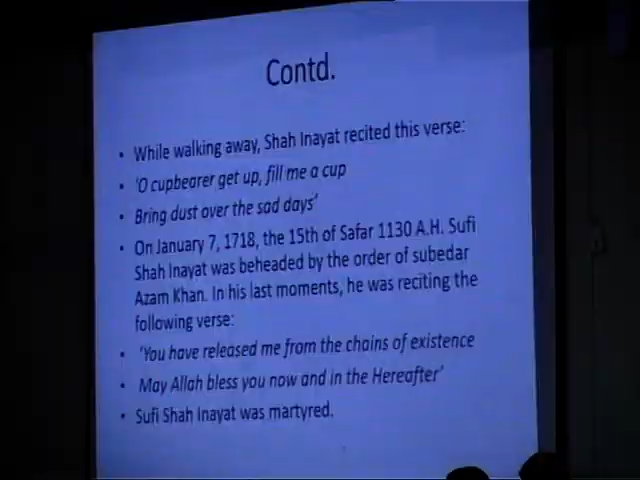 Contd.
• While walking away, Shah Inayat recited this verse:
• 'O cupbearer get up, fill me a cup
• Bring dust over the sad days'
• On January 7, 1718, the 15th of Safar 1130 A.H. Sufi
Shah Inayat was beheaded by the order of subedar
Azam Khan. In his last moments, he was reciting the
following verse:
• 'You have released me from the chains of existence
• May Allah bless you now and in the Hereafter'
• Sufi Shah Inayat was martyred.